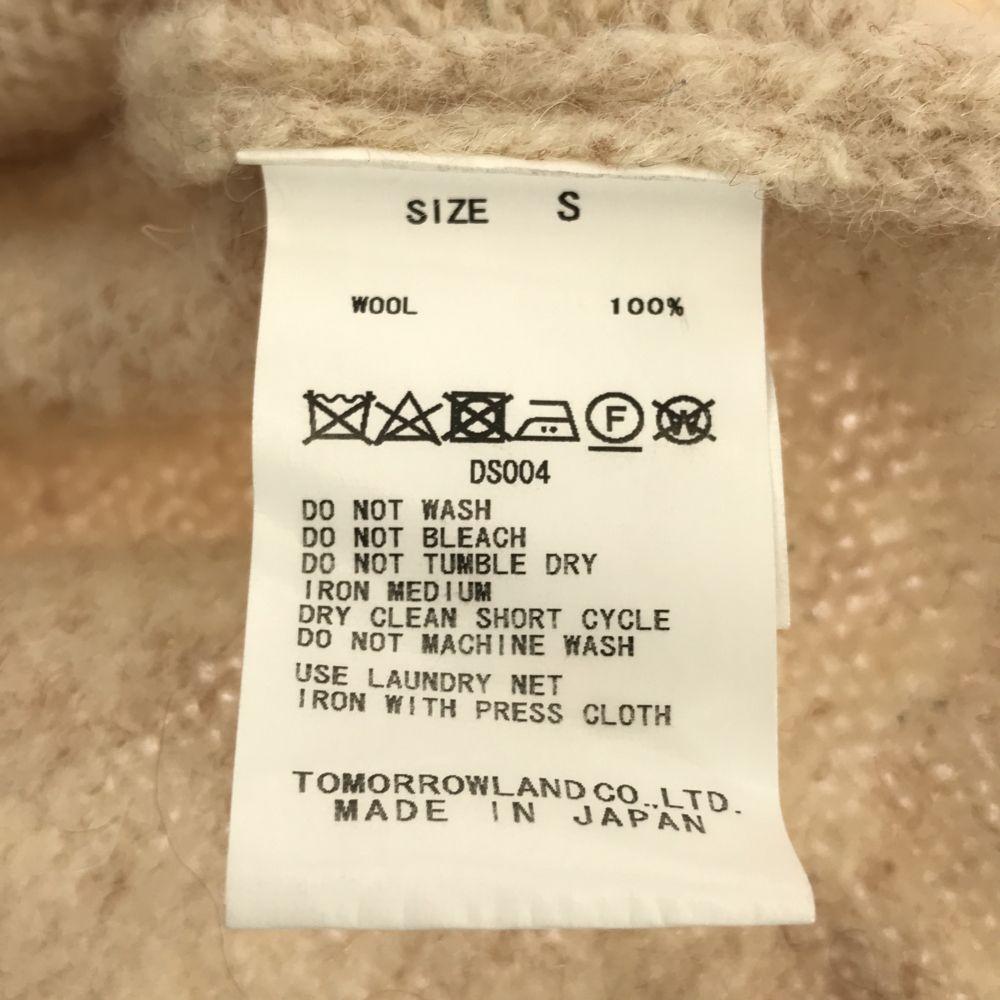 SIZE S
WOOL 100%
F W
DS004
DO NOT WASH
DO NOT BLEACH
DO NOT TUMBLE DRY
IRON MEDIUM
DRY CLEAN SHORT CYCLE
DO NOT MACHINE WASH
USE LAUNDRY NET
IRON WITH PRESS CLOTH
TOMORROWLAND CO.,LTD.
MADE IN JAPAN